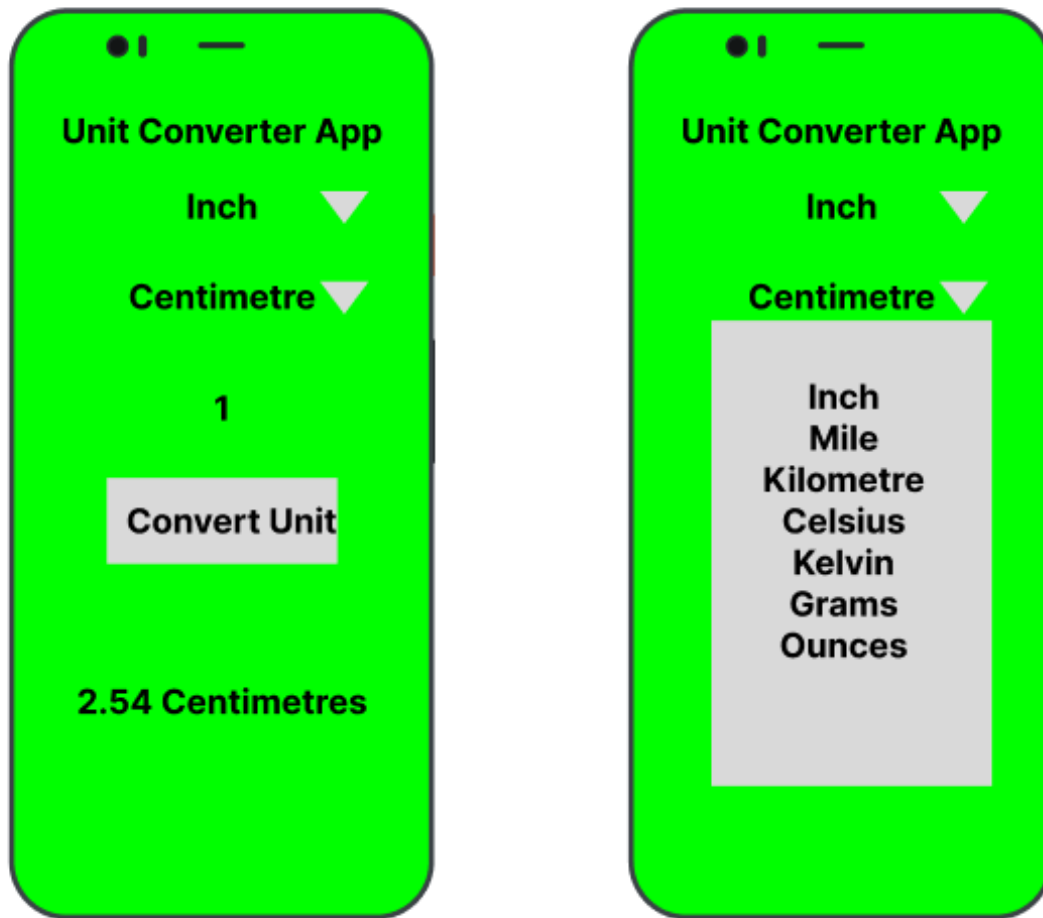 Unit Converter App
Inch
Centimetre
1
Convert Unit
2.54 Centimetres
Unit Converter App
Inch
Centimetre
Inch
Mile
Kilometre
Celsius
Kelvin
Grams
Ounces